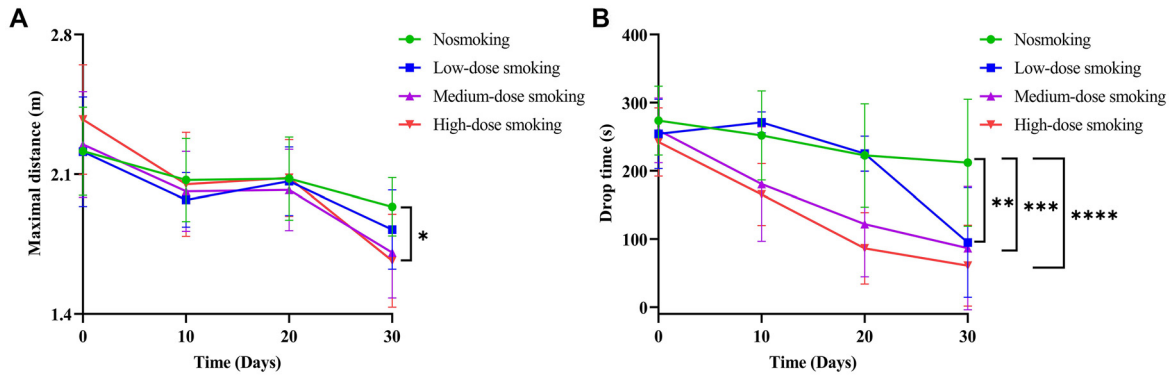 A
Maximal distance (m)
2.8
2.1
1.4
0
10
20
30
Time (Days)
Nosmoking
Low-dose smoking
Medium-dose smoking
High-dose smoking
*
B
Drop time (s)
400
300
200
100
0
0
10
20
30
Time (Days)
Nosmoking
Low-dose smoking
Medium-dose smoking
High-dose smoking
**
***
****